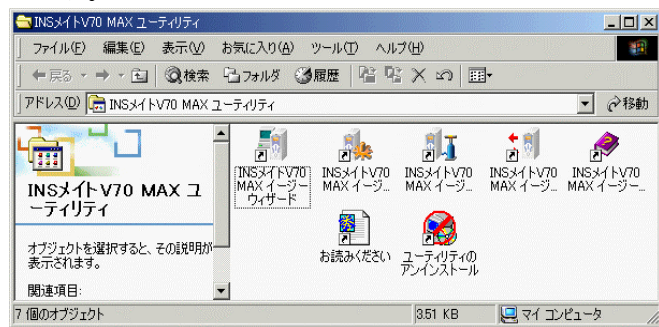 INSメイトV70 MAX ユーティリティ
ファイル(F) 編集(E) 表示(V) お気に入り(A) ツール(T) ヘルプ(H)
戻る 検索 フォルダ 履歴
アドレス(D) INSメイトV70 MAX ユーティリティ 移動
INSメイトV70 MAX ユ
ーティリティ
オブジェクトを選択すると、その説明が
表示されます。
関連項目:
INSメイトV70
MAX イージー
ウィザード
INSメイトV70
MAX イージ...
INSメイトV70
MAX イージ...
INSメイトV70
MAX イージ...
INSメイトV70
MAX イージー...
お読みください
ユーティリティの
アンインストール
7 個のオブジェクト 3.51 KB マイ コンピュータ